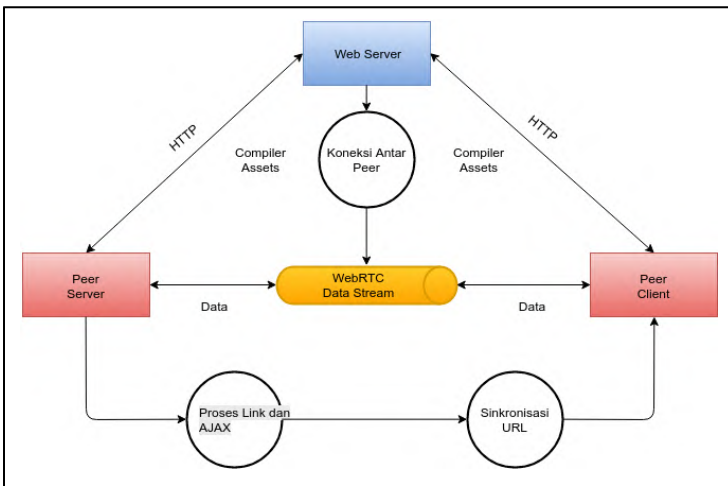 Web Server
HTTP
Compiler
Assets
Koneksi Antar
Peer
Compiler
Assets
HTTP
Peer
Server
Data
WebRTC
Data Stream
Data
Peer
Client
Proses Link dan
AJAX
Sinkronisasi
URL